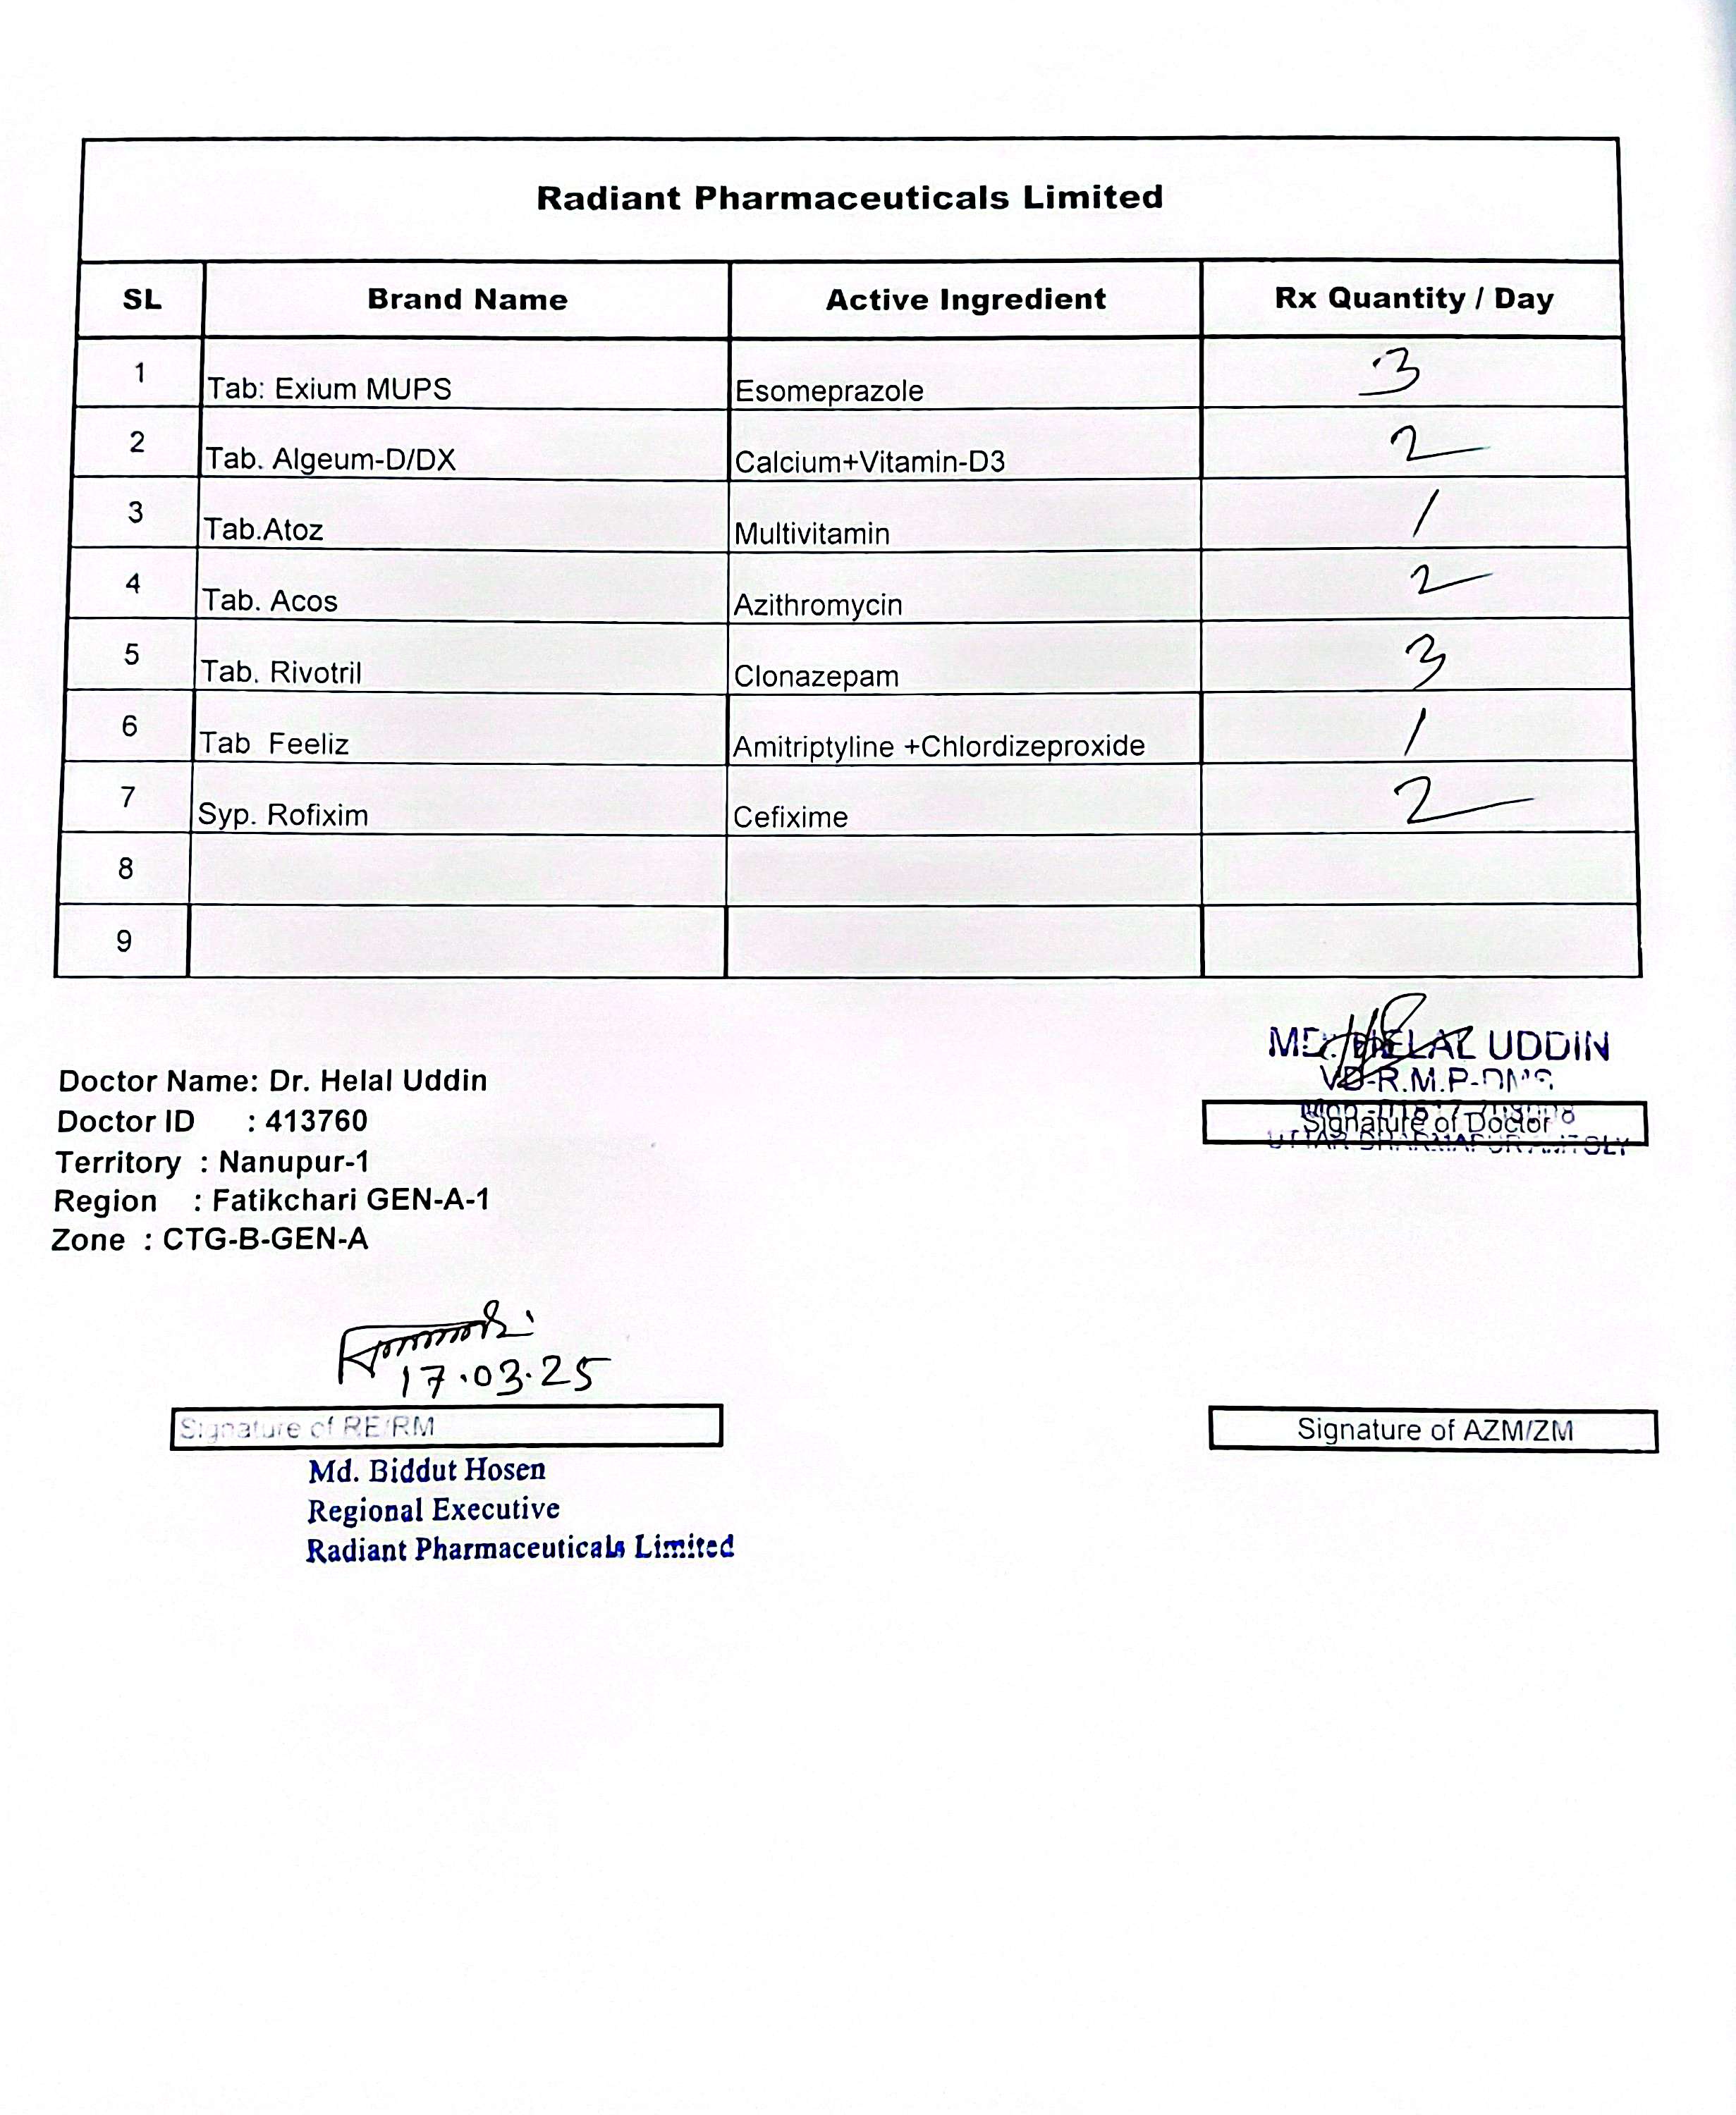 Radiant Pharmaceuticals Limited
SL Brand Name Active Ingredient Rx Quantity / Day
1 Tab: Exium MUPS Esomeprazole 3
2 Tab. Algeum-D/DX Calcium+Vitamin-D3 2
3 Tab.Atoz Multivitamin 1
4 Tab. Acos Azithromycin 2
5 Tab. Rivotril Clonazepam 3
6 Tab Feeliz Amitriptyline +Chlordizeproxide 1
7 Syp. Rofixim Cefixime 2
8
9
MD. HELAL UDDIN
R.M.P-DMS
Signature of Doctor
Doctor Name: Dr. Helal Uddin
Doctor ID : 413760
Territory : Nanupur-1
Region : Fatikchari GEN-A-1
Zone : CTG-B-GEN-A
17.03.25
Signature of RE/RM
Signature of AZM/ZM
Md. Biddut Hosen
Regional Executive
Radiant Pharmaceuticals Limited